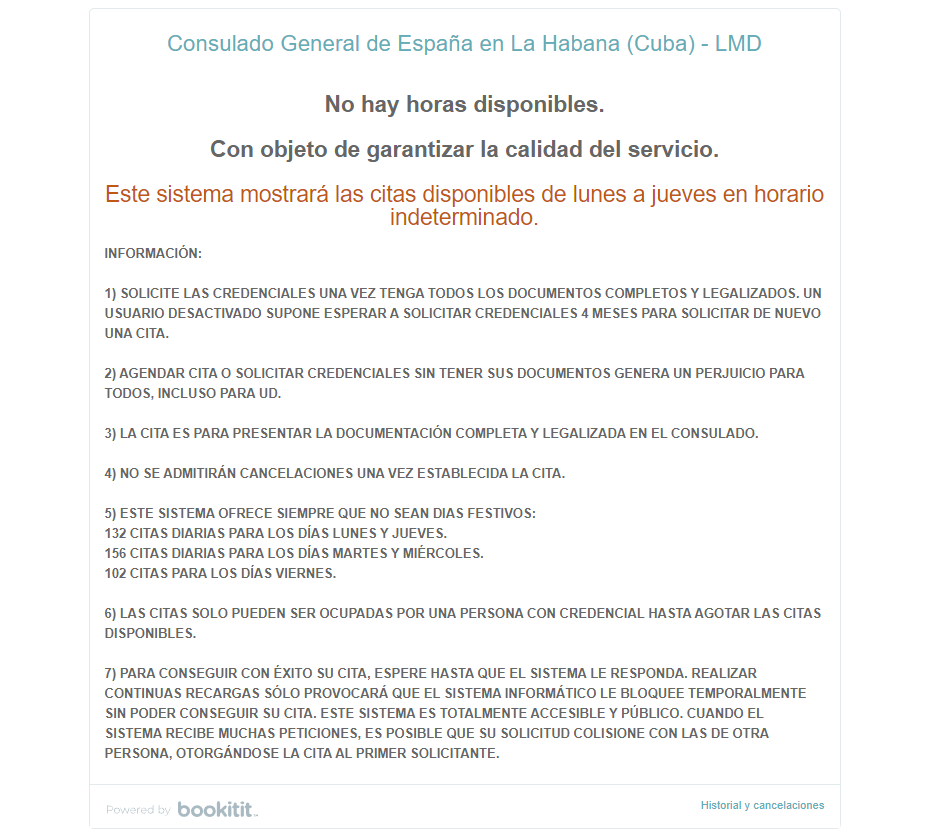 Consulado General de España en La Habana (Cuba) - LMD
No hay horas disponibles.
Con objeto de garantizar la calidad del servicio.
Este sistema mostrará las citas disponibles de lunes a jueves en horario
indeterminado.
INFORMACIÓN:
1) SOLICITE LAS CREDENCIALES UNA VEZ TENGA TODOS LOS DOCUMENTOS COMPLETOS Y LEGALIZADOS. UN
USUARIO DESACTIVADO SUPONE ESPERAR A SOLICITAR CREDENCIALES 4 MESES PARA SOLICITAR DE NUEVO
UNA CITA.
2) AGENDAR CITA O SOLICITAR CREDENCIALES SIN TENER SUS DOCUMENTOS GENERA UN PERJUICIO PARA
TODOS, INCLUSO PARA UD.
3) LA CITA ES PARA PRESENTAR LA DOCUMENTACIÓN COMPLETA Y LEGALIZADA EN EL CONSULADO.
4) NO SE ADMITIRÁN CANCELACIONES UNA VEZ ESTABLECIDA LA CITA.
5) ESTE SISTEMA OFRECE SIEMPRE QUE NO SEAN DIAS FESTIVOS:
132 CITAS DIARIAS PARA LOS DÍAS LUNES Y JUEVES.
156 CITAS DIARIAS PARA LOS DÍAS MARTES Y MIÉRCOLES.
102 CITAS PARA LOS DÍAS VIERNES.
6) LAS CITAS SOLO PUEDEN SER OCUPADAS POR UNA PERSONA CON CREDENCIAL HASTA AGOTAR LAS CITAS
DISPONIBLES.
7) PARA CONSEGUIR CON ÉXITO SU CITA, ESPERE HASTA QUE EL SISTEMA LE RESPONDA. REALIZAR
CONTINUAS RECARGAS SÓLO PROVOCARÁ QUE EL SISTEMA INFORMÁTICO LE BLOQUEE TEMPORALMENTE
SIN PODER CONSEGUIR SU CITA. ESTE SISTEMA ES TOTALMENTE ACCESIBLE Y PÚBLICO. CUANDO EL
SISTEMA RECIBE MUCHAS PETICIONES, ES POSIBLE QUE SU SOLICITUD COLISIONE CON LAS DE OTRA
PERSONA, OTORGÁNDOSE LA CITA AL PRIMER SOLICITANTE.
Powered by bookitit
Historial y cancelaciones